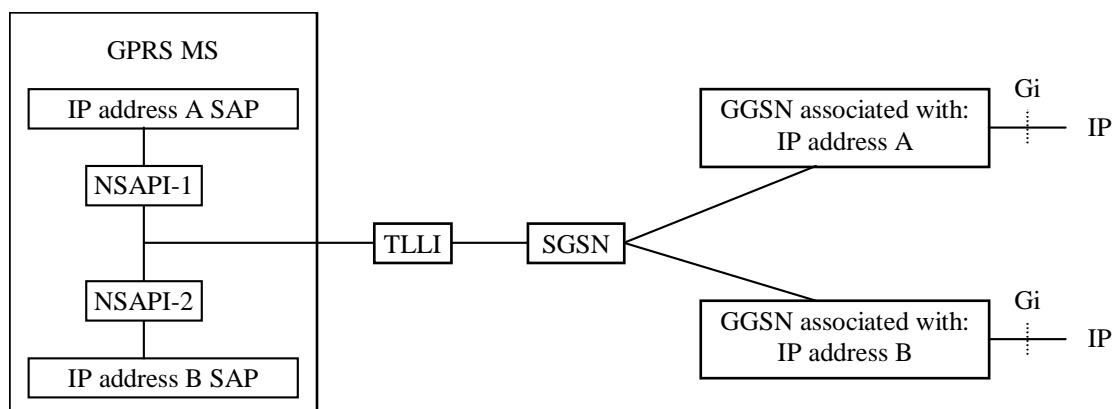 GPRS MS
IP address A SAP
NSAPI-1
NSAPI-2
IP address B SAP
TLLI
SGSN
GGSN associated with:
IP address A
Gi
IP
GGSN associated with:
IP address B
Gi
IP